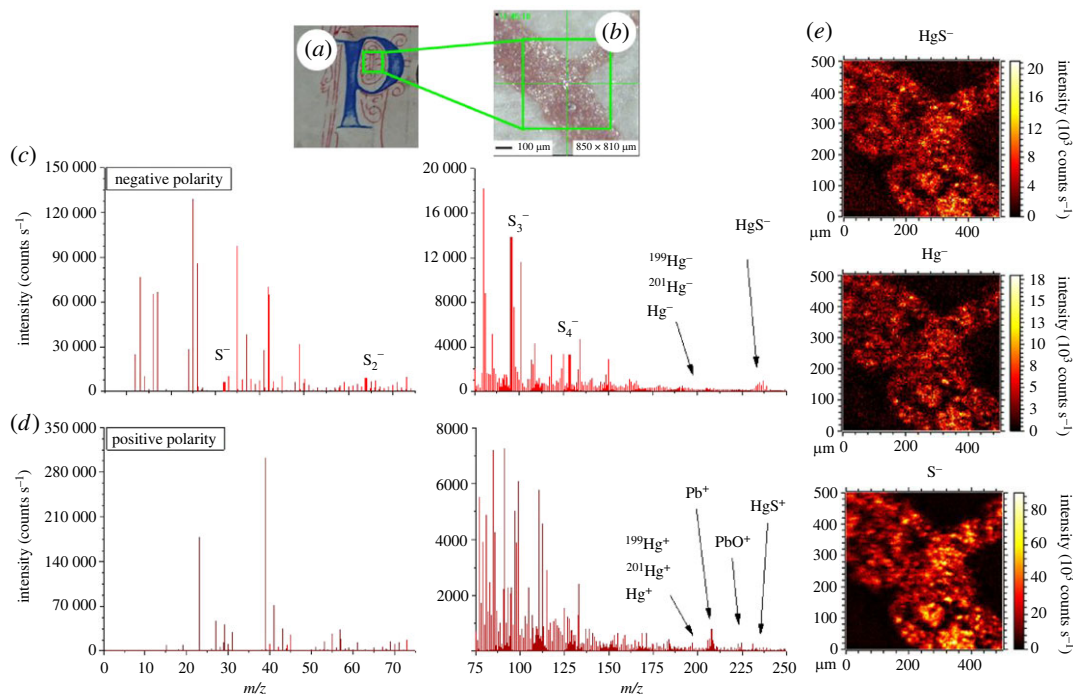 (a)
(b)
100 μm
850 × 810 μm
(c)
negative polarity
150 000
120 000
90 000
60 000
30 000
0
intensity (counts s⁻¹)
S⁻
S₂⁻
16 000
12 000
8000
4000
0
S₃⁻
S₄⁻
¹⁹⁹Hg⁻
²⁰¹Hg⁻
Hg⁻
HgS⁻
(d)
positive polarity
350 000
280 000
210 000
140 000
70 000
0
intensity (counts s⁻¹)
0 10 20 30 40 50 60 70
m/z
8000
6000
4000
2000
0
¹⁹⁹Hg⁺
²⁰¹Hg⁺
Hg⁺
Pb⁺
PbO⁺
HgS⁺
75 100 125 150 175 200 225 250
m/z
(e)
HgS⁻
500
400
300
200
100
0
μm 0 200 400
20
15
10
5
0
intensity (10³ counts s⁻¹)
Hg⁻
500
400
300
200
100
0
μm 0 200 400
18
15
13
10
8
5
3
0
intensity (10³ counts s⁻¹)
S⁻
500
400
300
200
100
0
μm 0 200 400
80
60
40
20
0
intensity (10³ counts s⁻¹)